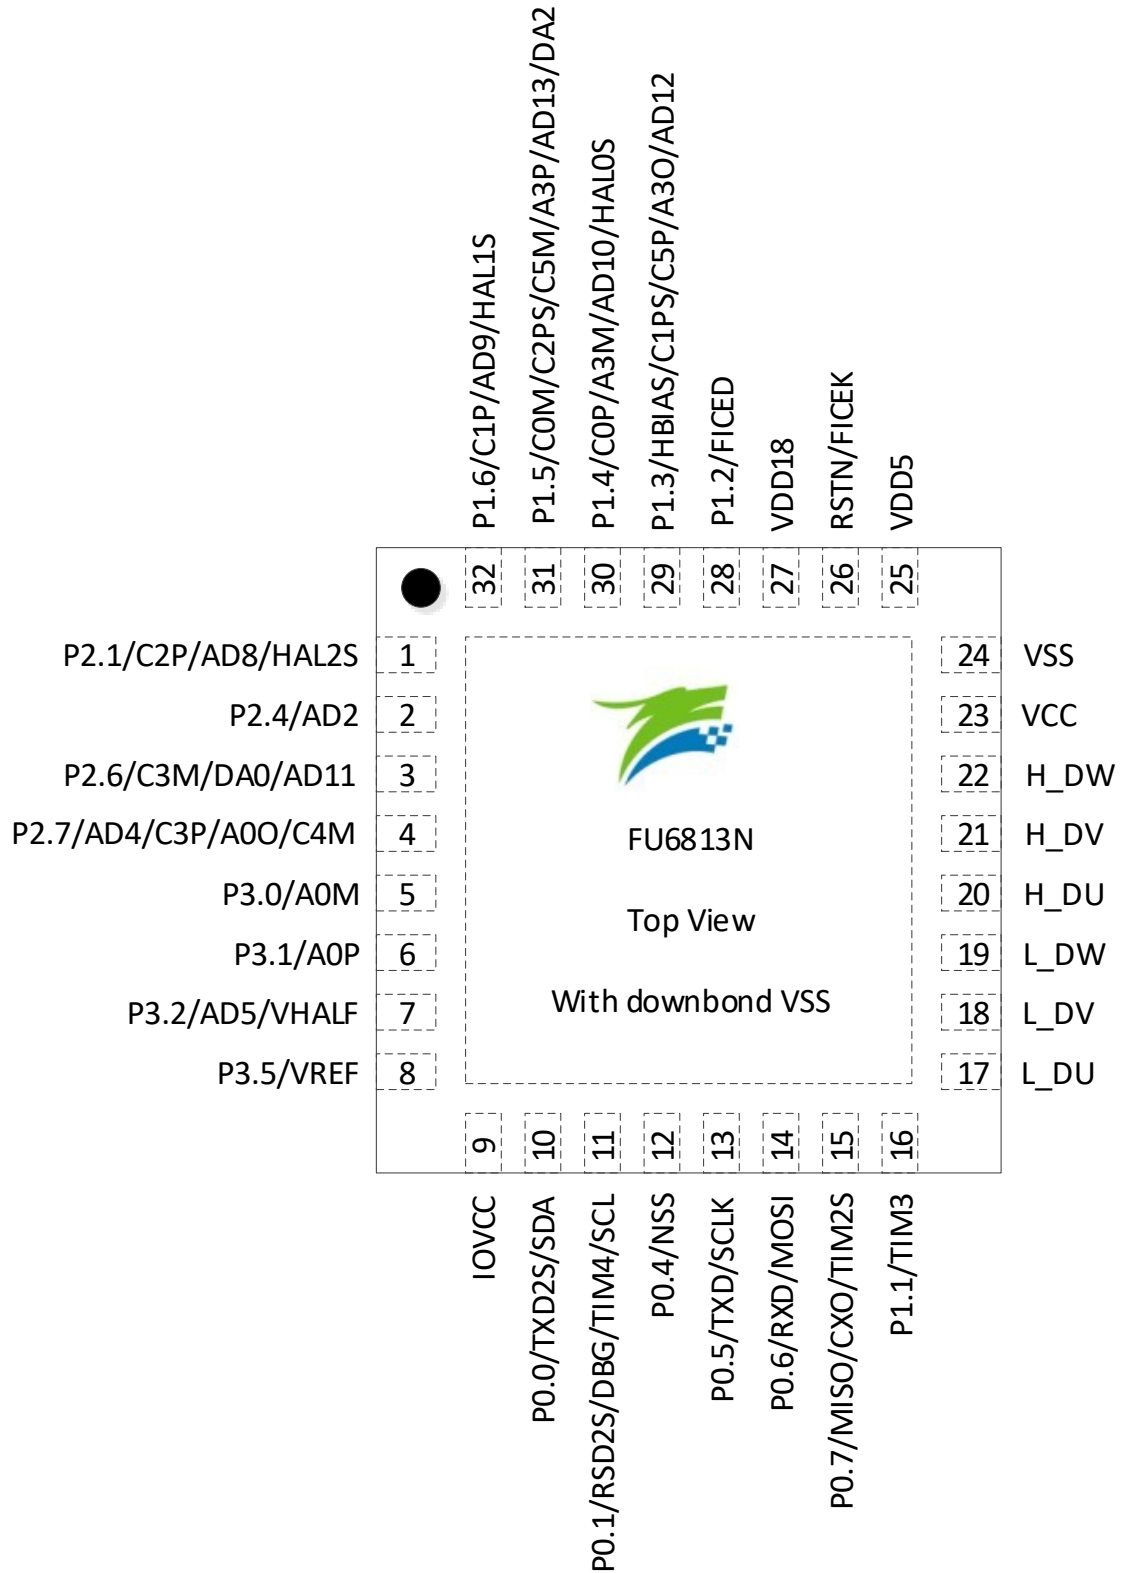 P1.6/C1P/AD9/HAL1S
P1.5/C0M/C2PS/C5M/A3P/AD13/DA2
P1.4/C0P/A3M/AD10/HAL0S
P1.3/HBIAS/C1PS/C5P/A3O/AD12
P1.2/FICED
VDD18
RSTN/FICEK
VDD5
32
31
30
29
28
27
26
25
P2.1/C2P/AD8/HAL2S 1
P2.4/AD2 2
P2.6/C3M/DA0/AD11 3
P2.7/AD4/C3P/A0O/C4M 4
P3.0/A0M 5
P3.1/A0P 6
P3.2/AD5/VHALF 7
P3.5/VREF 8
FU6813N
Top View
With downbond VSS
24 VSS
23 VCC
22 H_DW
21 H_DV
20 H_DU
19 L_DW
18 L_DV
17 L_DU
9
10
11
12
13
14
15
16
IOVCC
P0.0/TXD2S/SDA
P0.1/RSD2S/DBG/TIM4/SCL
P0.4/NSS
P0.5/TXD/SCLK
P0.6/RXD/MOSI
P0.7/MISO/CXO/TIM2S
P1.1/TIM3